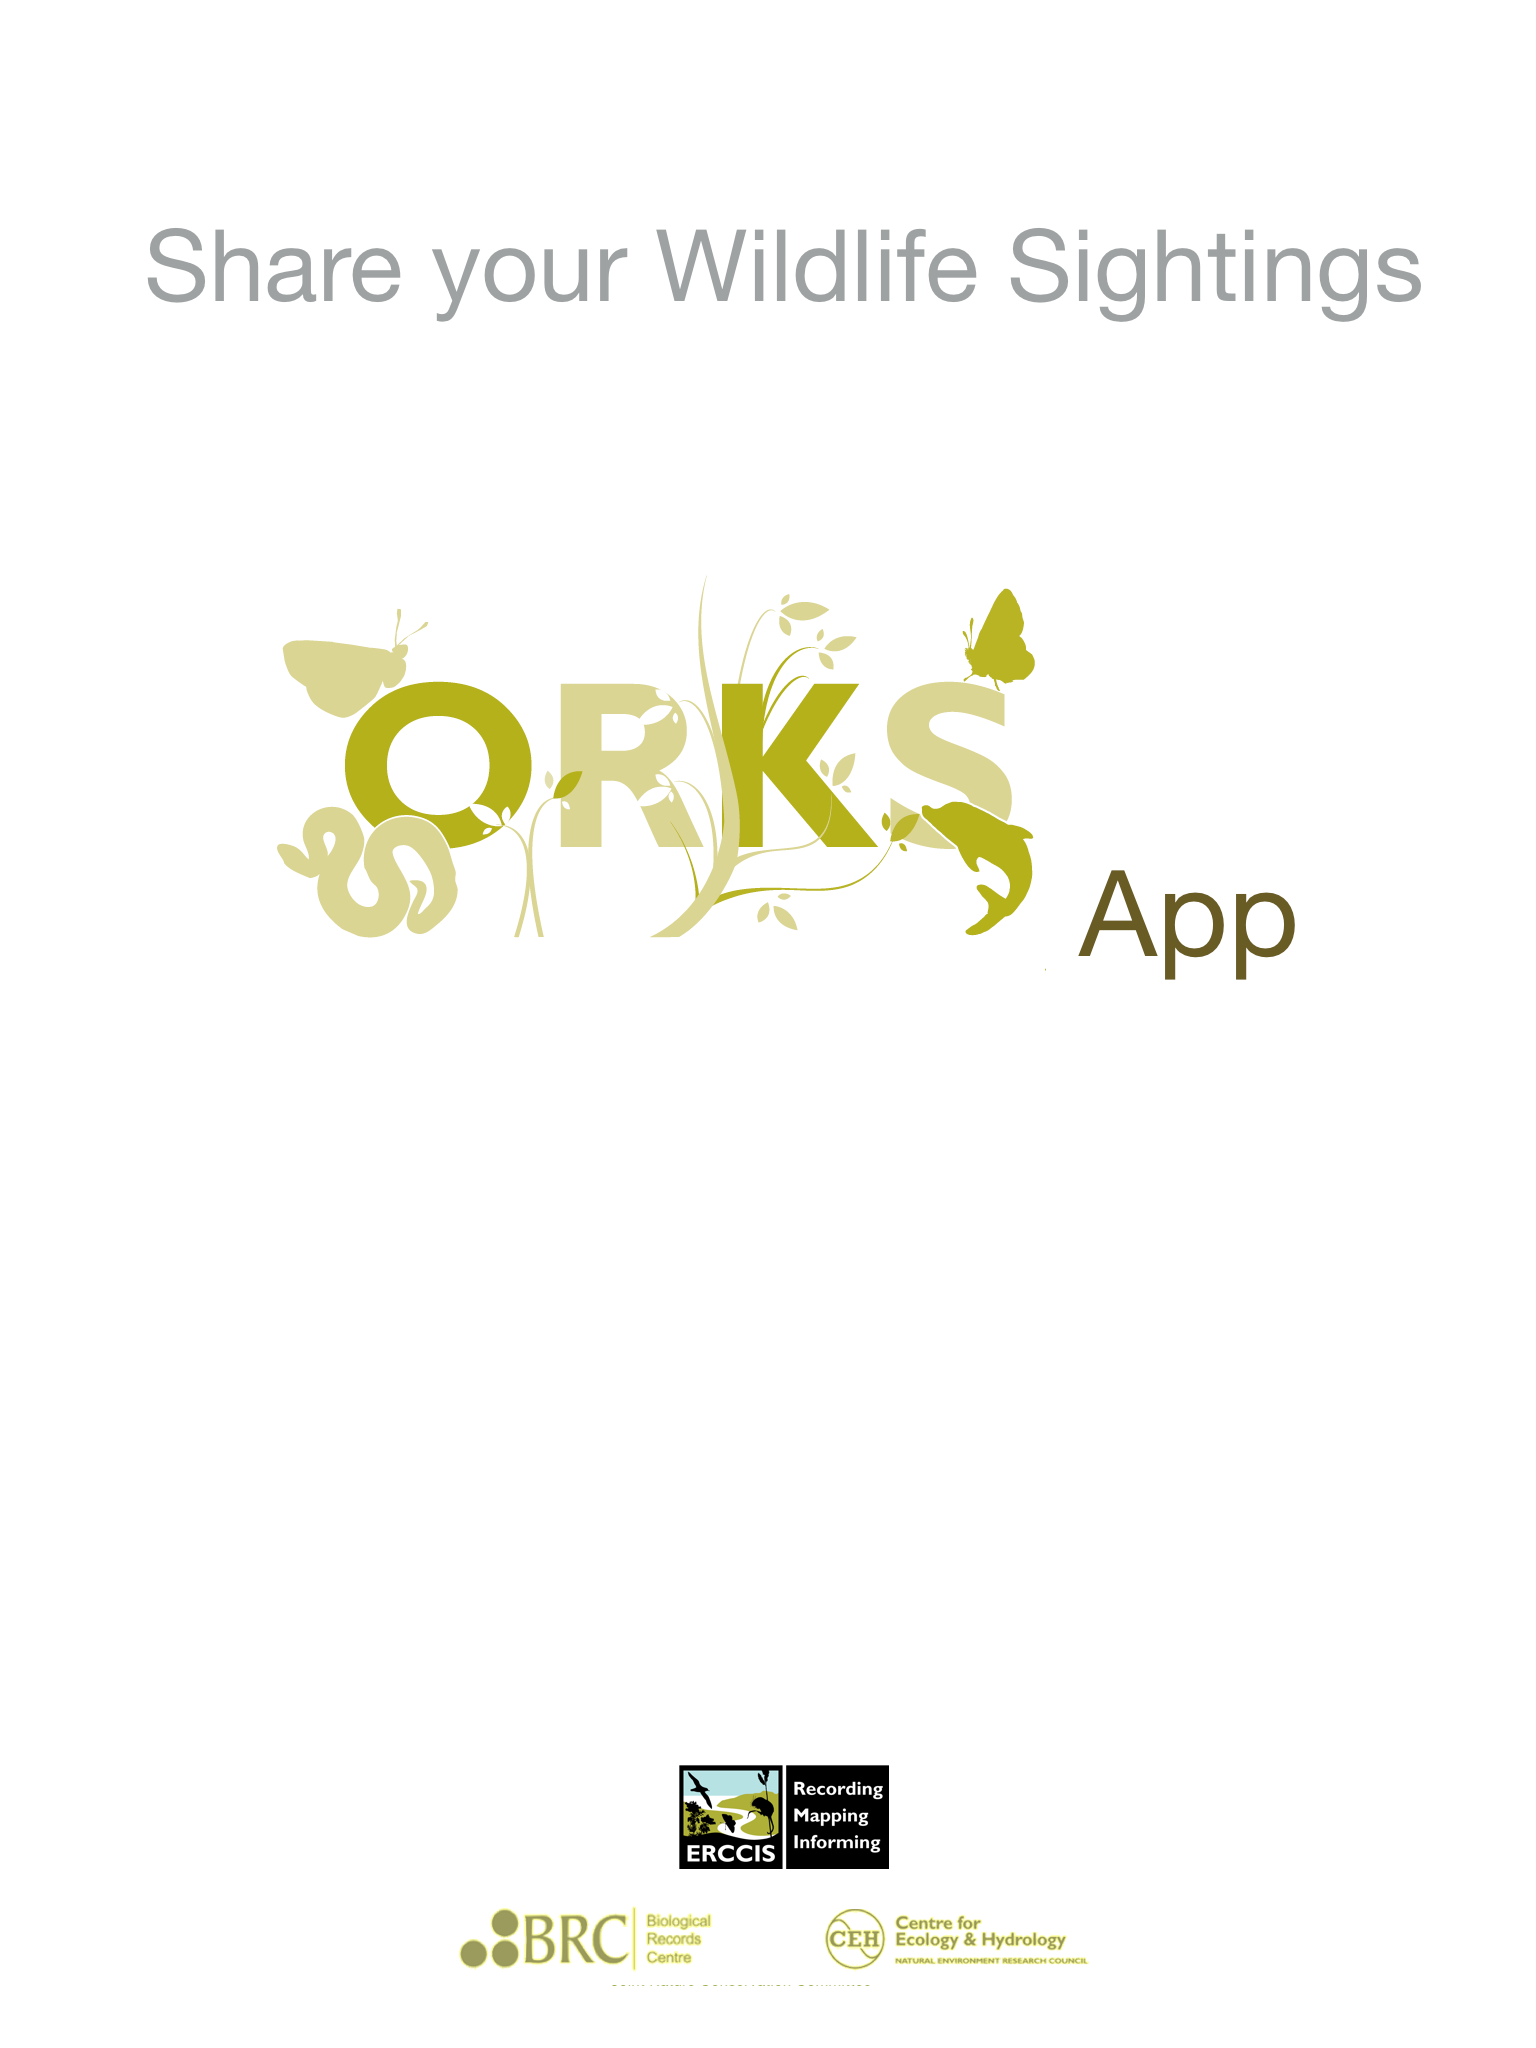 Share your Wildlife Sightings
ORKS
App
ERCCIS
Recording
Mapping
Informing
BRC
Biological
Records
Centre
CEH
Centre for
Ecology & Hydrology
NATURAL ENVIRONMENT RESEARCH COUNCIL